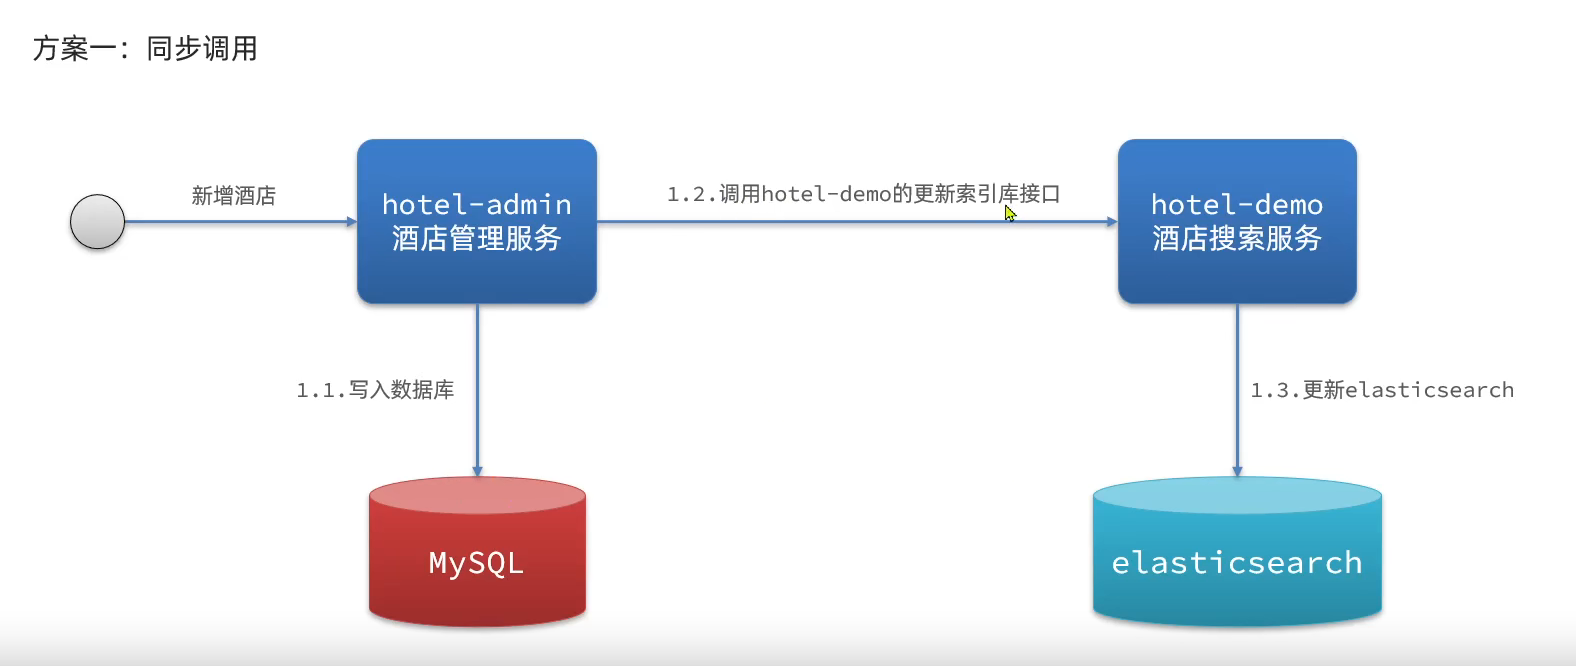 方案一：同步调用
新增酒店
hotel-admin
酒店管理服务
1.2.调用hotel-demo的更新索引库接口
hotel-demo
酒店搜索服务
1.1.写入数据库
1.3.更新elasticsearch
MySQL
elasticsearch